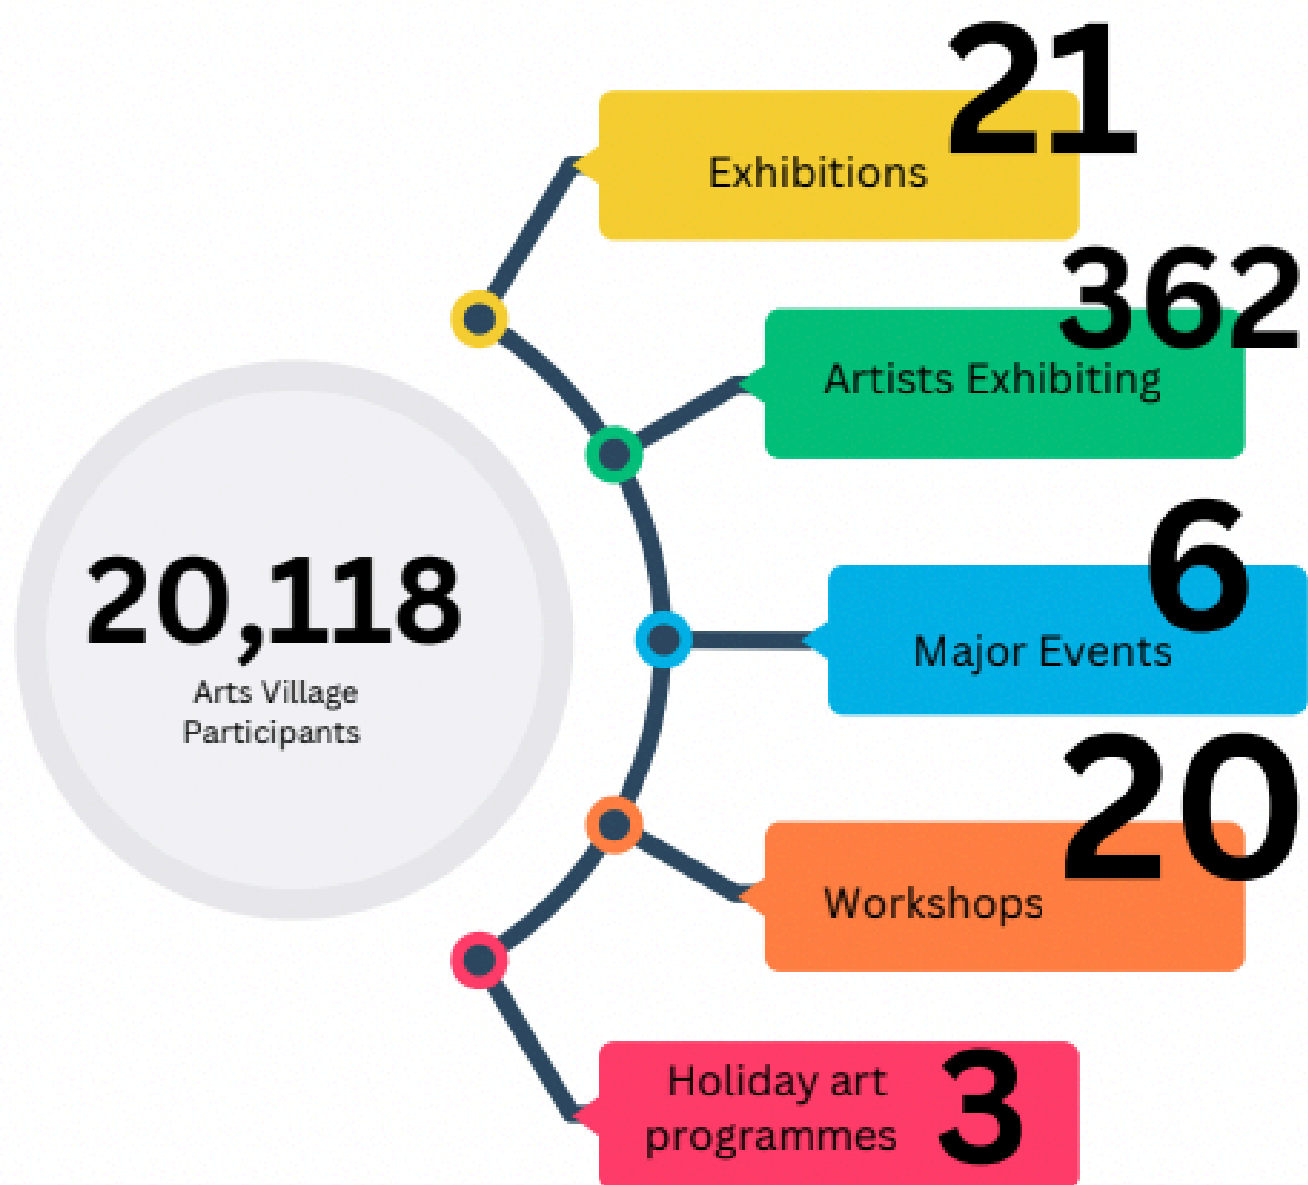 21
Exhibitions
362
Artists Exhibiting
6
Major Events
20,118
Arts Village
Participants
20
Workshops
Holiday art
programmes
3